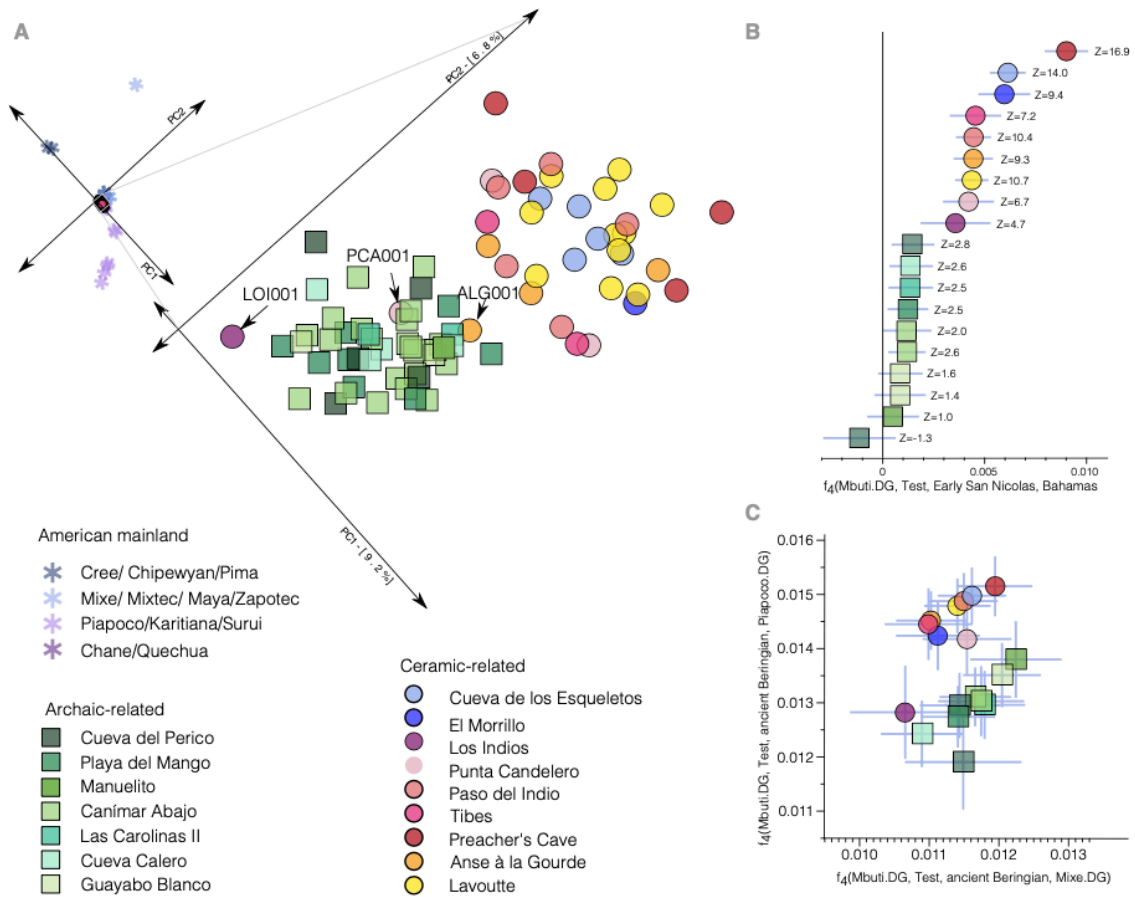 A
PC2 - [ 6 . 8 % ]
PC2
PC1
PCA001
LOI001
ALG001
PC1 - [ 9 . 2 % ]
American mainland
Cree/ Chipewyan/Pima
Mixe/ Mixtec/ Maya/Zapotec
Piapoco/Karitiana/Surui
Chane/Quechua
Archaic-related
Cueva del Perico
Playa del Mango
Manuelito
Canímar Abajo
Las Carolinas II
Cueva Calero
Guayabo Blanco
Ceramic-related
Cueva de los Esqueletos
El Morrillo
Los Indios
Punta Candelero
Paso del Indio
Tibes
Preacher's Cave
Anse à la Gourde
Lavoutte
B
Z=16.9
Z=14.0
Z=9.4
Z=7.2
Z=10.4
Z=9.3
Z=10.7
Z=6.7
Z=4.7
Z=2.8
Z=2.6
Z=2.5
Z=2.5
Z=2.0
Z=2.6
Z=1.6
Z=1.4
Z=1.0
Z=-1.3
0 0.005 0.010
f4(Mbuti.DG, Test, Early San Nicolas, Bahamas
C
0.016
0.015
0.014
0.013
0.012
0.011
f4(Mbuti.DG, Test, ancient Beringian, Piapoco.DG)
0.010 0.011 0.012 0.013
f4(Mbuti.DG, Test, ancient Beringian, Mixe.DG)